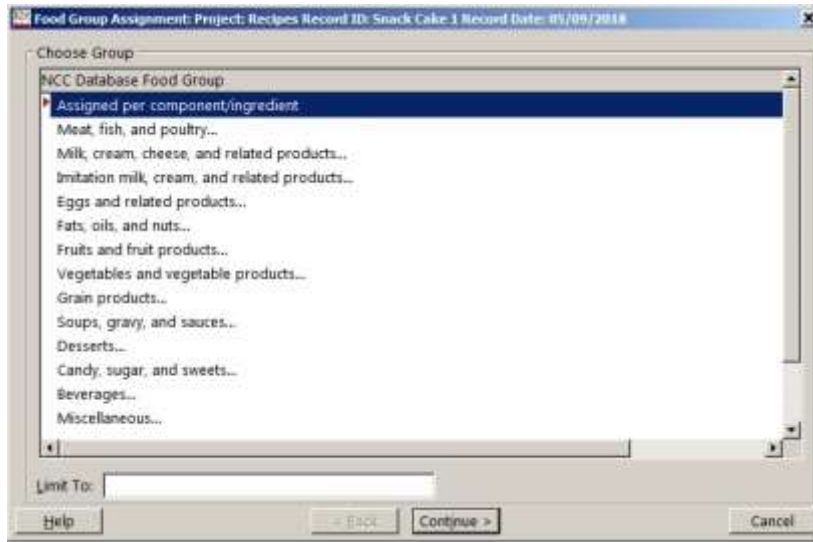 Food Group Assignment: Project: Recipes Record ID: Snack Cake 1 Record Date: 05/09/2018
Choose Group
NCC Database Food Group
Assigned per component/ingredient
Meat, fish, and poultry...
Milk, cream, cheese, and related products...
Imitation milk, cream, and related products...
Eggs and related products...
Fats, oils, and nuts...
Fruits and fruit products...
Vegetables and vegetable products...
Grain products...
Soups, gravy, and sauces...
Desserts...
Candy, sugar, and sweets...
Beverages...
Miscellaneous...
Limit To:
Help < Back Continue > Cancel